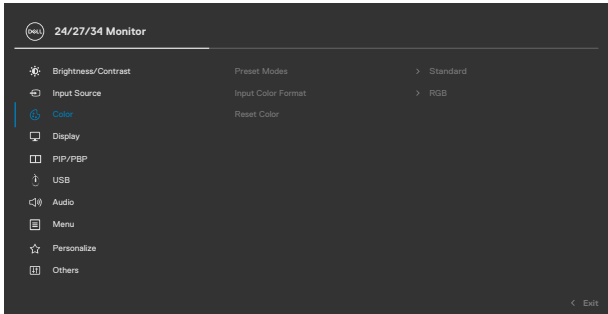 DELL 24/27/34 Monitor
Brightness/Contrast Preset Modes > Standard
Input Source Input Color Format > RGB
Color Reset Color
Display
PIP/PBP
USB
Audio
Menu
Personalize
Others
< Exit